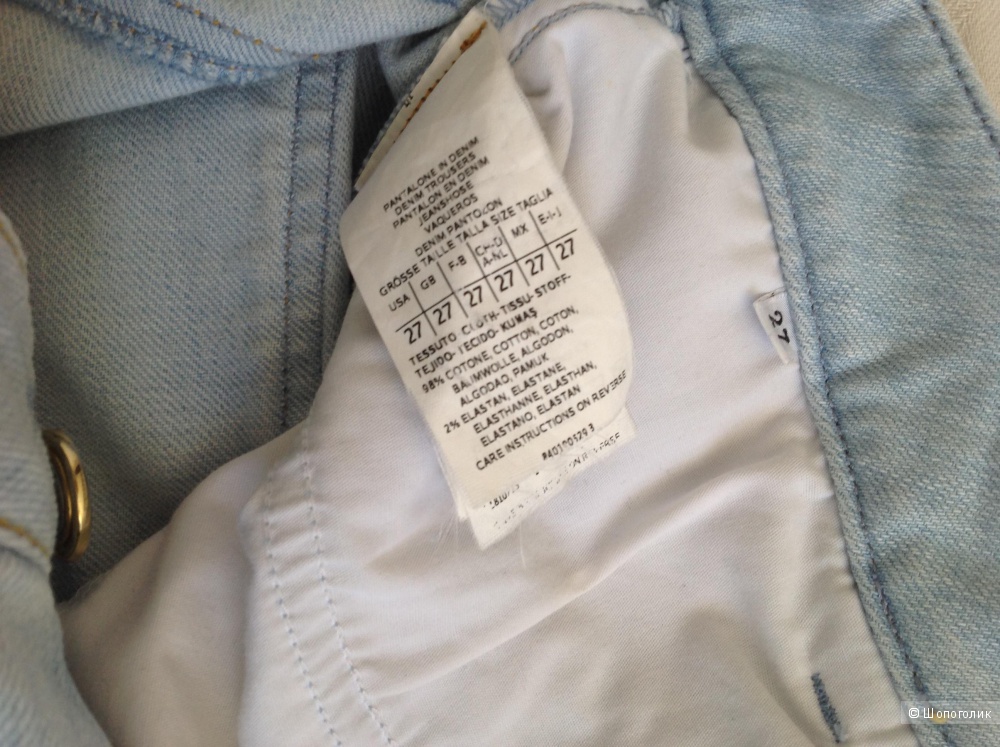 PANTALONE IN DENIM
DENIM TROUSERS
PANTALON EN DENIM
JEANSHOSE
VAQUEROS
DENIM PANTOLON
GRÖSSE TAILLE TALLA SIZE TAGLIA
USA GB F-B CH-D A-NL MX E-I-J
27 27 27 27 27 27
TESSUTO-CLOTH-TISSU-STOFF-
TEJIDO-TECIDO-KUMAŞ
98% COTONE, COTTON, COTON,
BAUMWOLLE, ALGODON,
ALGODAO, PAMUK
2% ELASTAN, ELASTANE,
ELASTHANNE, ELASTHAN,
ELASTANO, ELASTAN
CARE INSTRUCTIONS ON REVERSE
27
© Шопоголик